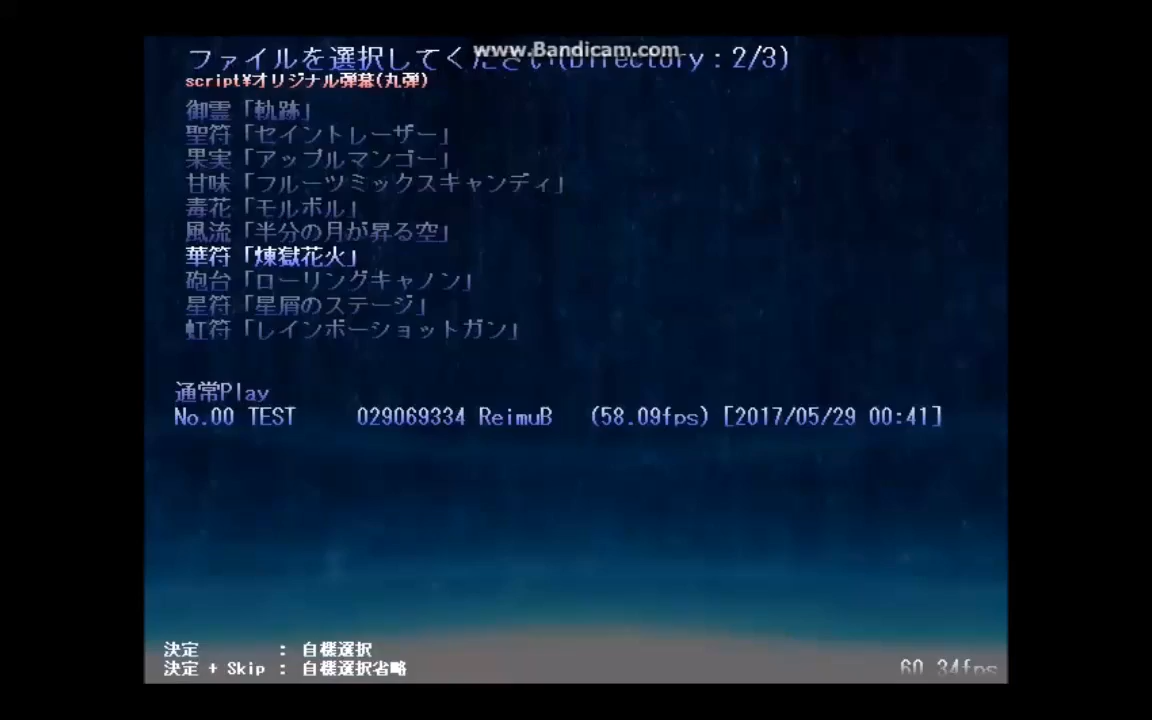 www.Bandicam.com
ファイルを選択してください(Directory : 2/3)
script¥オリジナル弾幕(丸弾)
御霊「軌跡」
聖符「セイントレーザー」
果実「アップルマンゴー」
甘味「フルーツミックスキャンディ」
毒花「モルボル」
風流「半分の月が昇る空」
華符「煉獄花火」
砲台「ローリングキャノン」
星符「星屑のステージ」
虹符「レインボーショットガン」
通常Play
No.00 TEST 029069334 ReimuB (58.09fps) [2017/05/29 00:41]
決定 : 自機選択
決定 + Skip : 自機選択省略
60.34fps